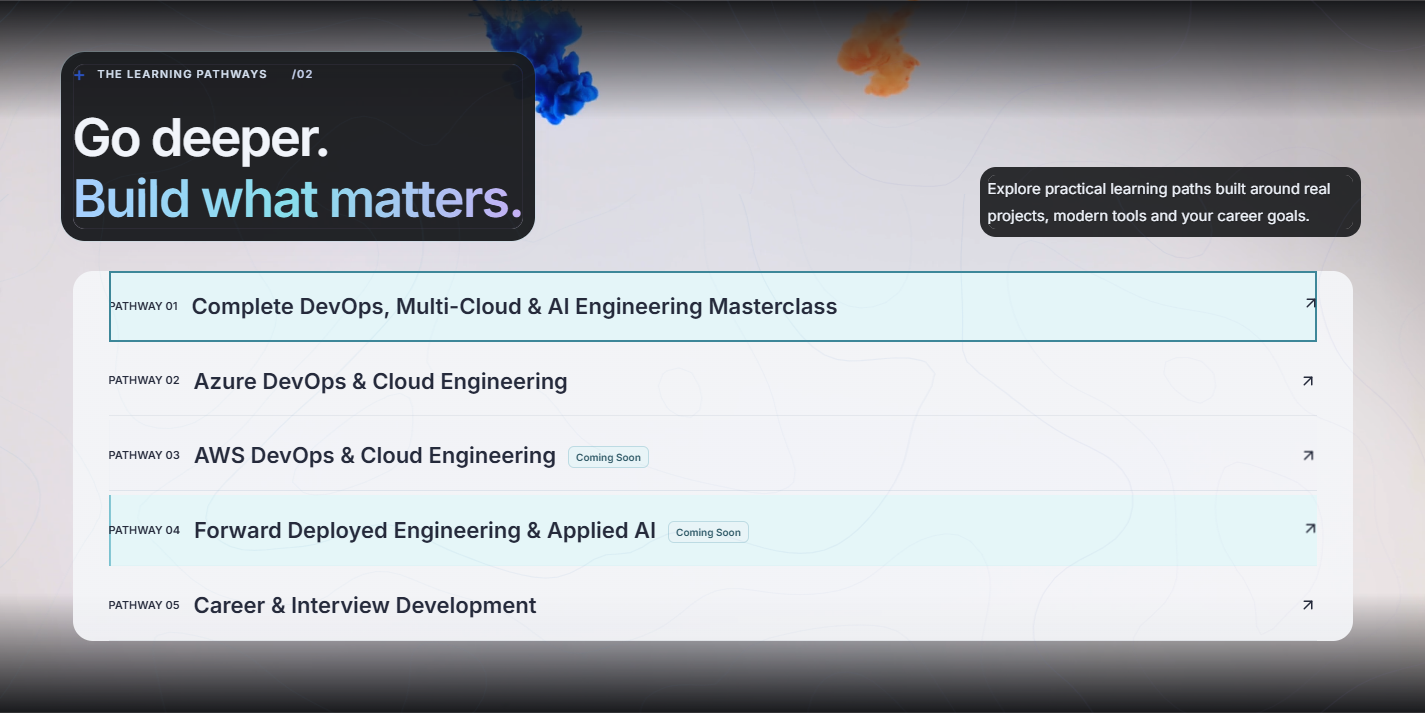 THE LEARNING PATHWAYS /02
Go deeper.
Build what matters.
Explore practical learning paths built around real
projects, modern tools and your career goals.
PATHWAY 01 Complete DevOps, Multi-Cloud & AI Engineering Masterclass
PATHWAY 02 Azure DevOps & Cloud Engineering
PATHWAY 03 AWS DevOps & Cloud Engineering Coming Soon
PATHWAY 04 Forward Deployed Engineering & Applied AI Coming Soon
PATHWAY 05 Career & Interview Development